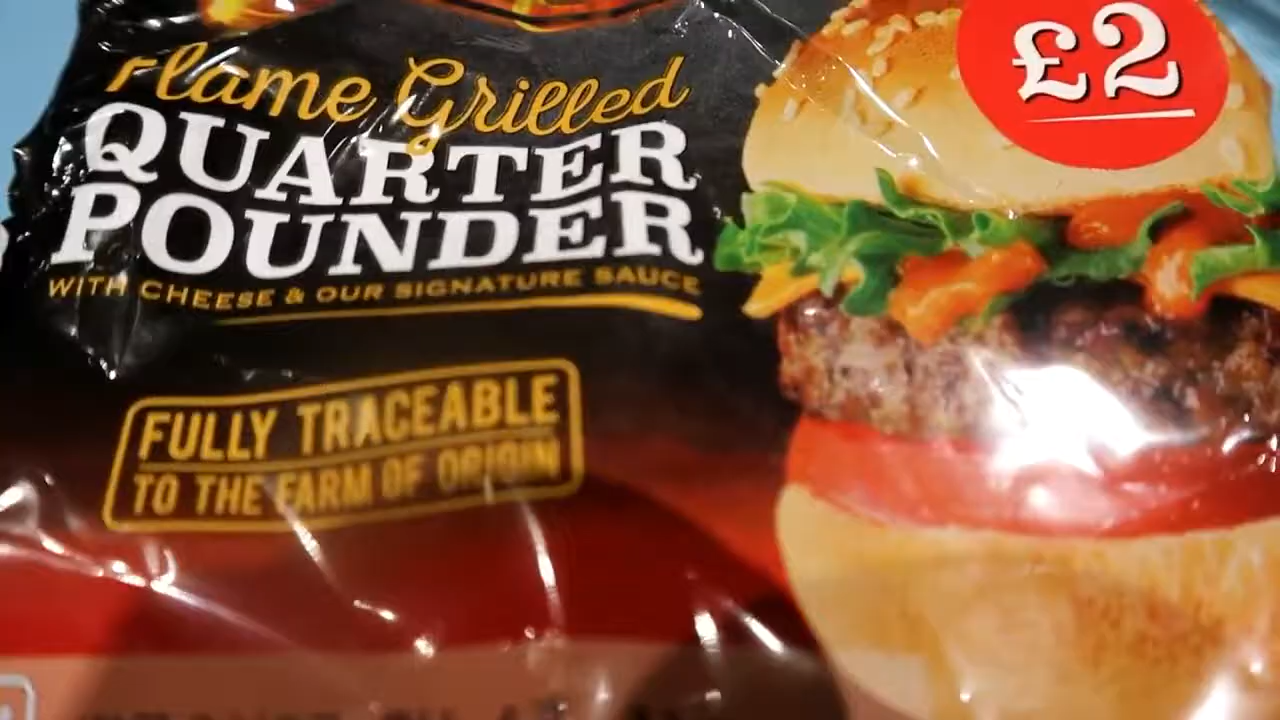 £2
Flame Grilled
QUARTER
POUNDER
WITH CHEESE & OUR SIGNATURE SAUCE
FULLY TRACEABLE
TO THE FARM OF ORIGIN